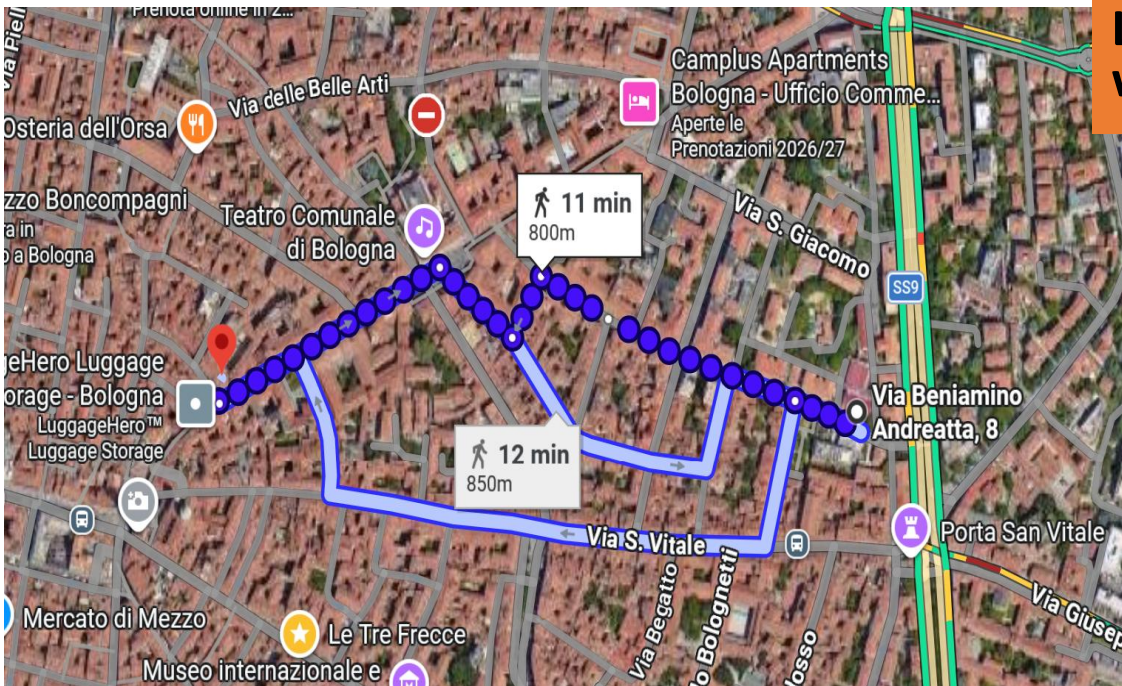 Prenota online in 2...
Via delle Belle Arti
Osteria dell'Orsa
zzo Boncompagni
ra in
o a Bologna
Teatro Comunale
di Bologna
Camplus Apartments
Bologna - Ufficio Comme...
Aperte le
Prenotazioni 2026/27
11 min
800m
Via S. Giacomo
SS9
geHero Luggage
orage - Bologna
LuggageHero™
Luggage Storage
Via Beniamino
Andreatta, 8
12 min
850m
Via S. Vitale
Porta San Vitale
Via Begatto
o Bolognetti
losso
Via Giusep
Mercato di Mezzo
Le Tre Frecce
Museo internazionale e